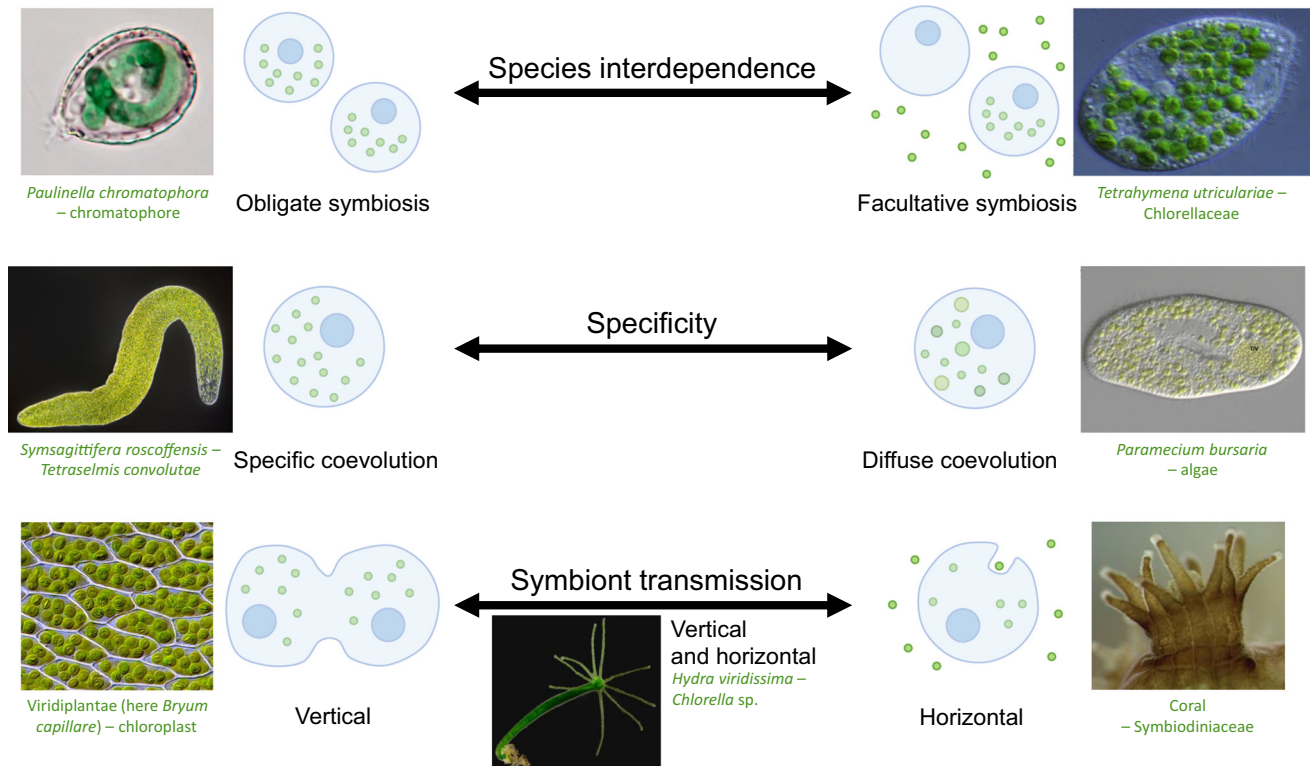 Species interdependence
Paulinella chromatophora
– chromatophore
Obligate symbiosis
Facultative symbiosis
Tetrahymena utriculariae –
Chlorellaceae
Specificity
DV
Symsagittifera roscoffensis –
Tetraselmis convolutae
Specific coevolution
Diffuse coevolution
Paramecium bursaria
– algae
Symbiont transmission
Vertical
and horizontal
Hydra viridissima –
Chlorella sp.
Viridiplantae (here Bryum
capillare) – chloroplast
Vertical
Horizontal
Coral
– Symbiodiniaceae